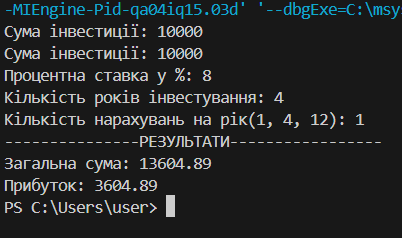 -MIEngine-Pid-qa04iq15.03d' '--dbgExe=C:\msy
Сума інвестиції: 10000
Сума інвестиції: 10000
Процентна ставка у %: 8
Кількість років інвестування: 4
Кількість нарахувань на рік(1, 4, 12): 1
---------------РЕЗУЛЬТАТИ-----------------
Загальна сума: 13604.89
Прибуток: 3604.89
PS C:\Users\user>